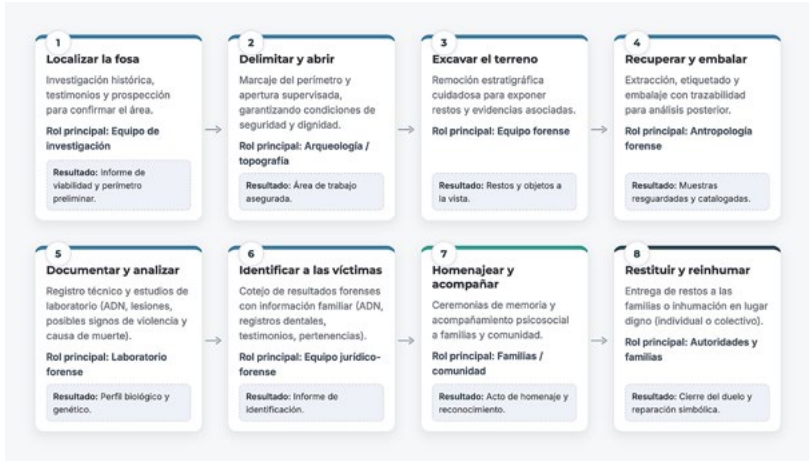 1
Localizar la fosa
Investigación histórica,
testimonios y prospección
para confirmar el área.
Rol principal: Equipo de
investigación
Resultado: Informe de
viabilidad y perímetro
preliminar.
2
Delimitar y abrir
Marcaje del perímetro y
apertura supervisada,
garantizando condiciones de
seguridad y dignidad.
Rol principal: Arqueología /
topografía
Resultado: Área de trabajo
asegurada.
3
Excavar el terreno
Remoción estratigráfica
cuidadosa para exponer
restos y evidencias asociadas.
Rol principal: Equipo forense
Resultado: Restos y objetos a
la vista.
4
Recuperar y embalar
Extracción, etiquetado y
embalaje con trazabilidad
para análisis posterior.
Rol principal: Antropología
forense
Resultado: Muestras
resguardadas y catalogadas.
5
Documentar y analizar
Registro técnico y estudios de
laboratorio (ADN, lesiones,
posibles signos de violencia y
causa de muerte).
Rol principal: Laboratorio
forense
Resultado: Perfil biológico y
genético.
6
Identificar a las víctimas
Cotejo de resultados forenses
con información familiar (ADN,
registros dentales,
testimonios, pertenencias).
Rol principal: Equipo jurídico-
forense
Resultado: Informe de
identificación.
7
Homenajear y
acompañar
Ceremonias de memoria y
acompañamiento psicosocial
a familias y comunidad.
Rol principal: Familias /
comunidad
Resultado: Acto de homenaje y
reconocimiento.
8
Restituir y reinhumar
Entrega de restos a las
familias o inhumación en lugar
digno (individual o colectivo).
Rol principal: Autoridades y
familias
Resultado: Cierre del duelo y
reparación simbólica.